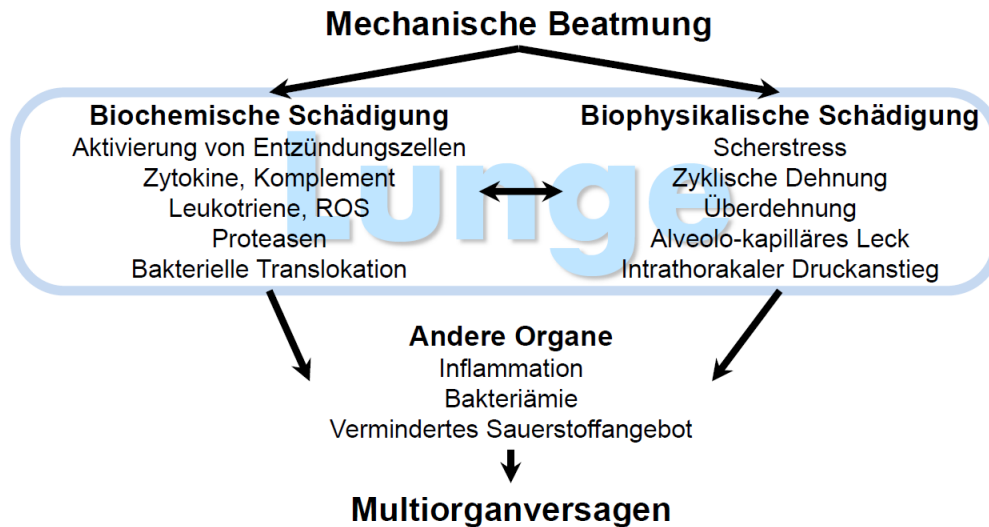 Mechanische Beatmung
Biochemische Schädigung
Aktivierung von Entzündungszellen
Zytokine, Komplement
Leukotriene, ROS
Proteasen
Bakterielle Translokation
Lunge
Biophysikalische Schädigung
Scherstress
Zyklische Dehnung
Überdehnung
Alveolo-kapilläres Leck
Intrathorakaler Druckanstieg
Andere Organe
Inflammation
Bakteriämie
Vermindertes Sauerstoffangebot
Multiorganversagen